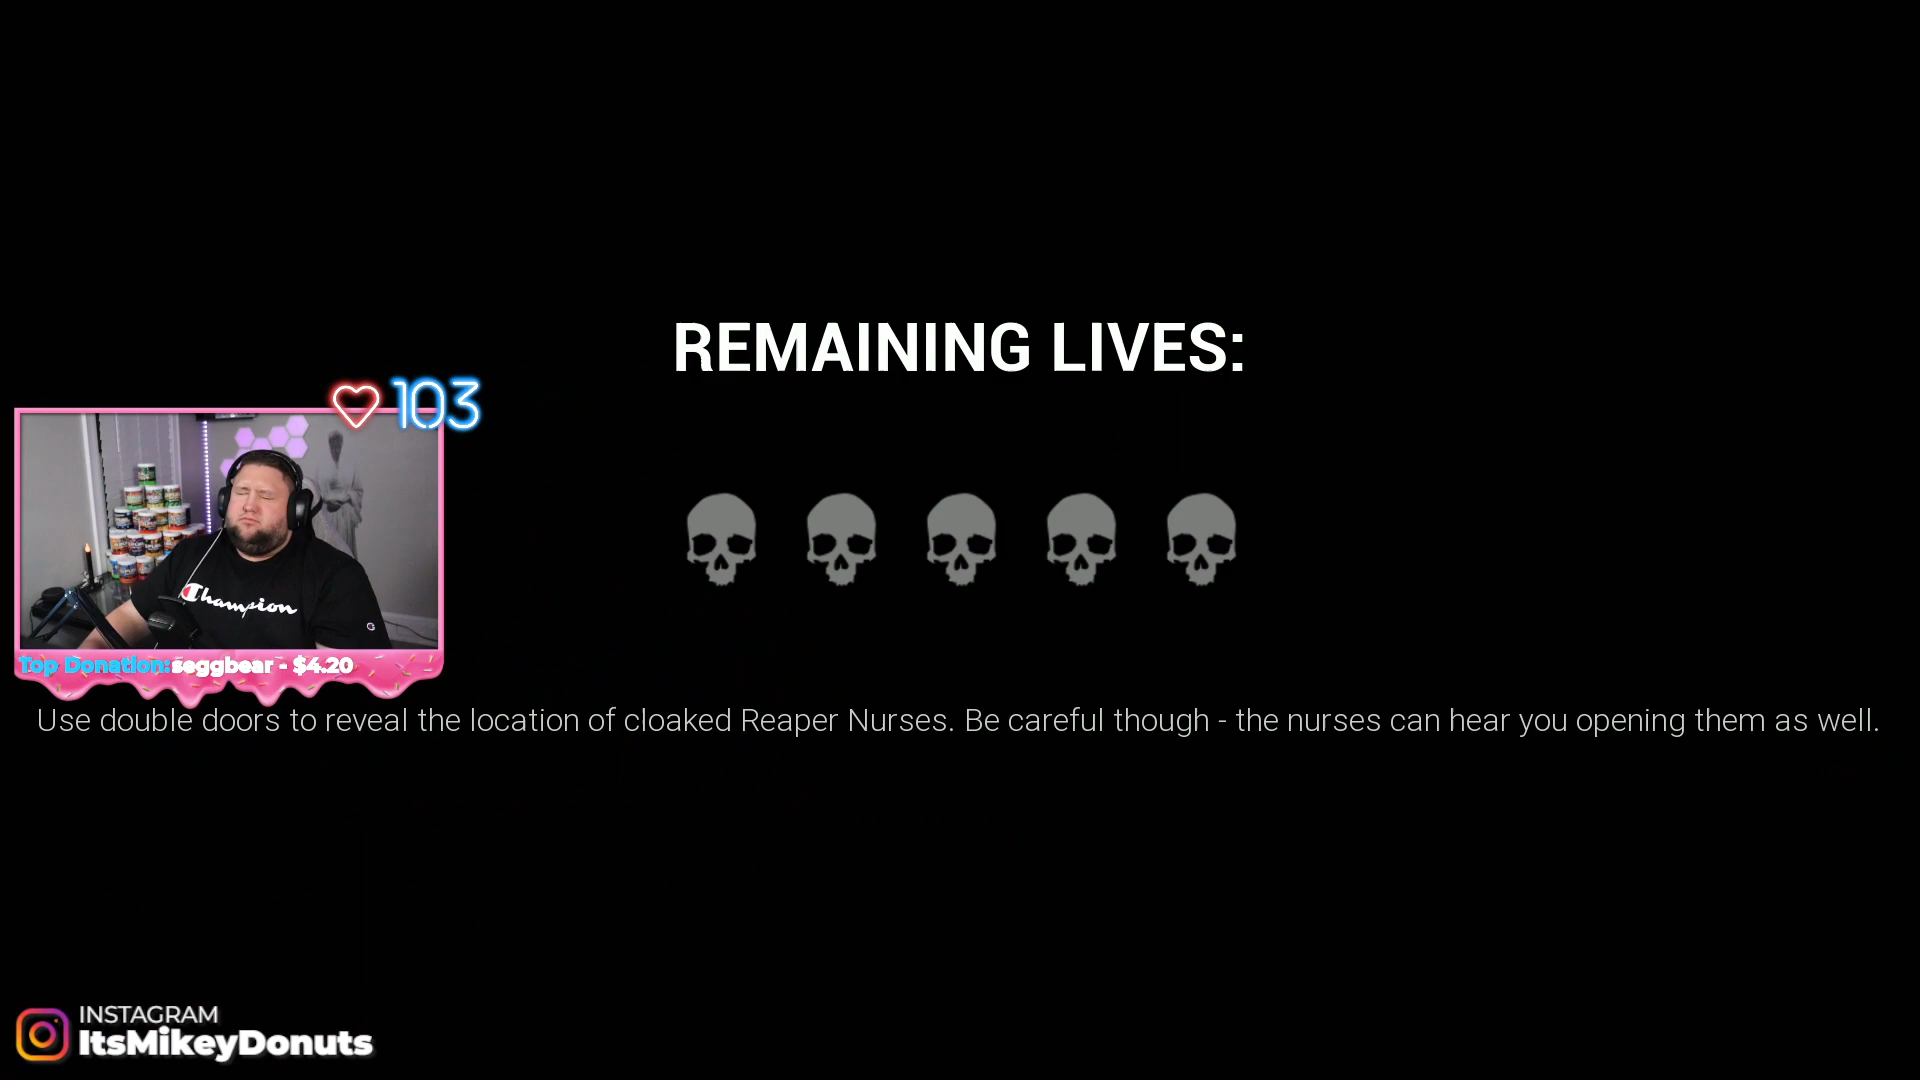 REMAINING LIVES:
103
Champion
Top Donation:seggbear - $4.20
Use double doors to reveal the location of cloaked Reaper Nurses. Be careful though - the nurses can hear you opening them as well.
INSTAGRAM
ItsMikeyDonuts